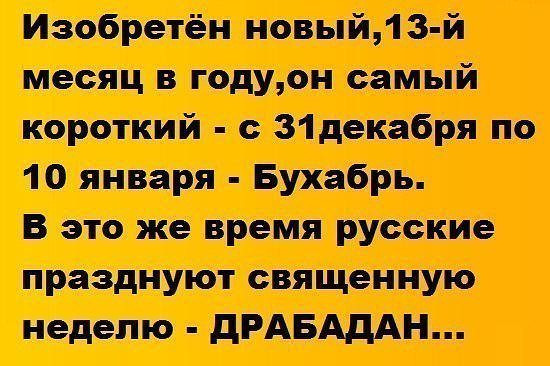 Изобретён новый,13-й
месяц в году,он самый
короткий - с 31декабря по
10 января - Бухабрь.
В это же время русские
празднуют священную
неделю - ДРАБАДАН...